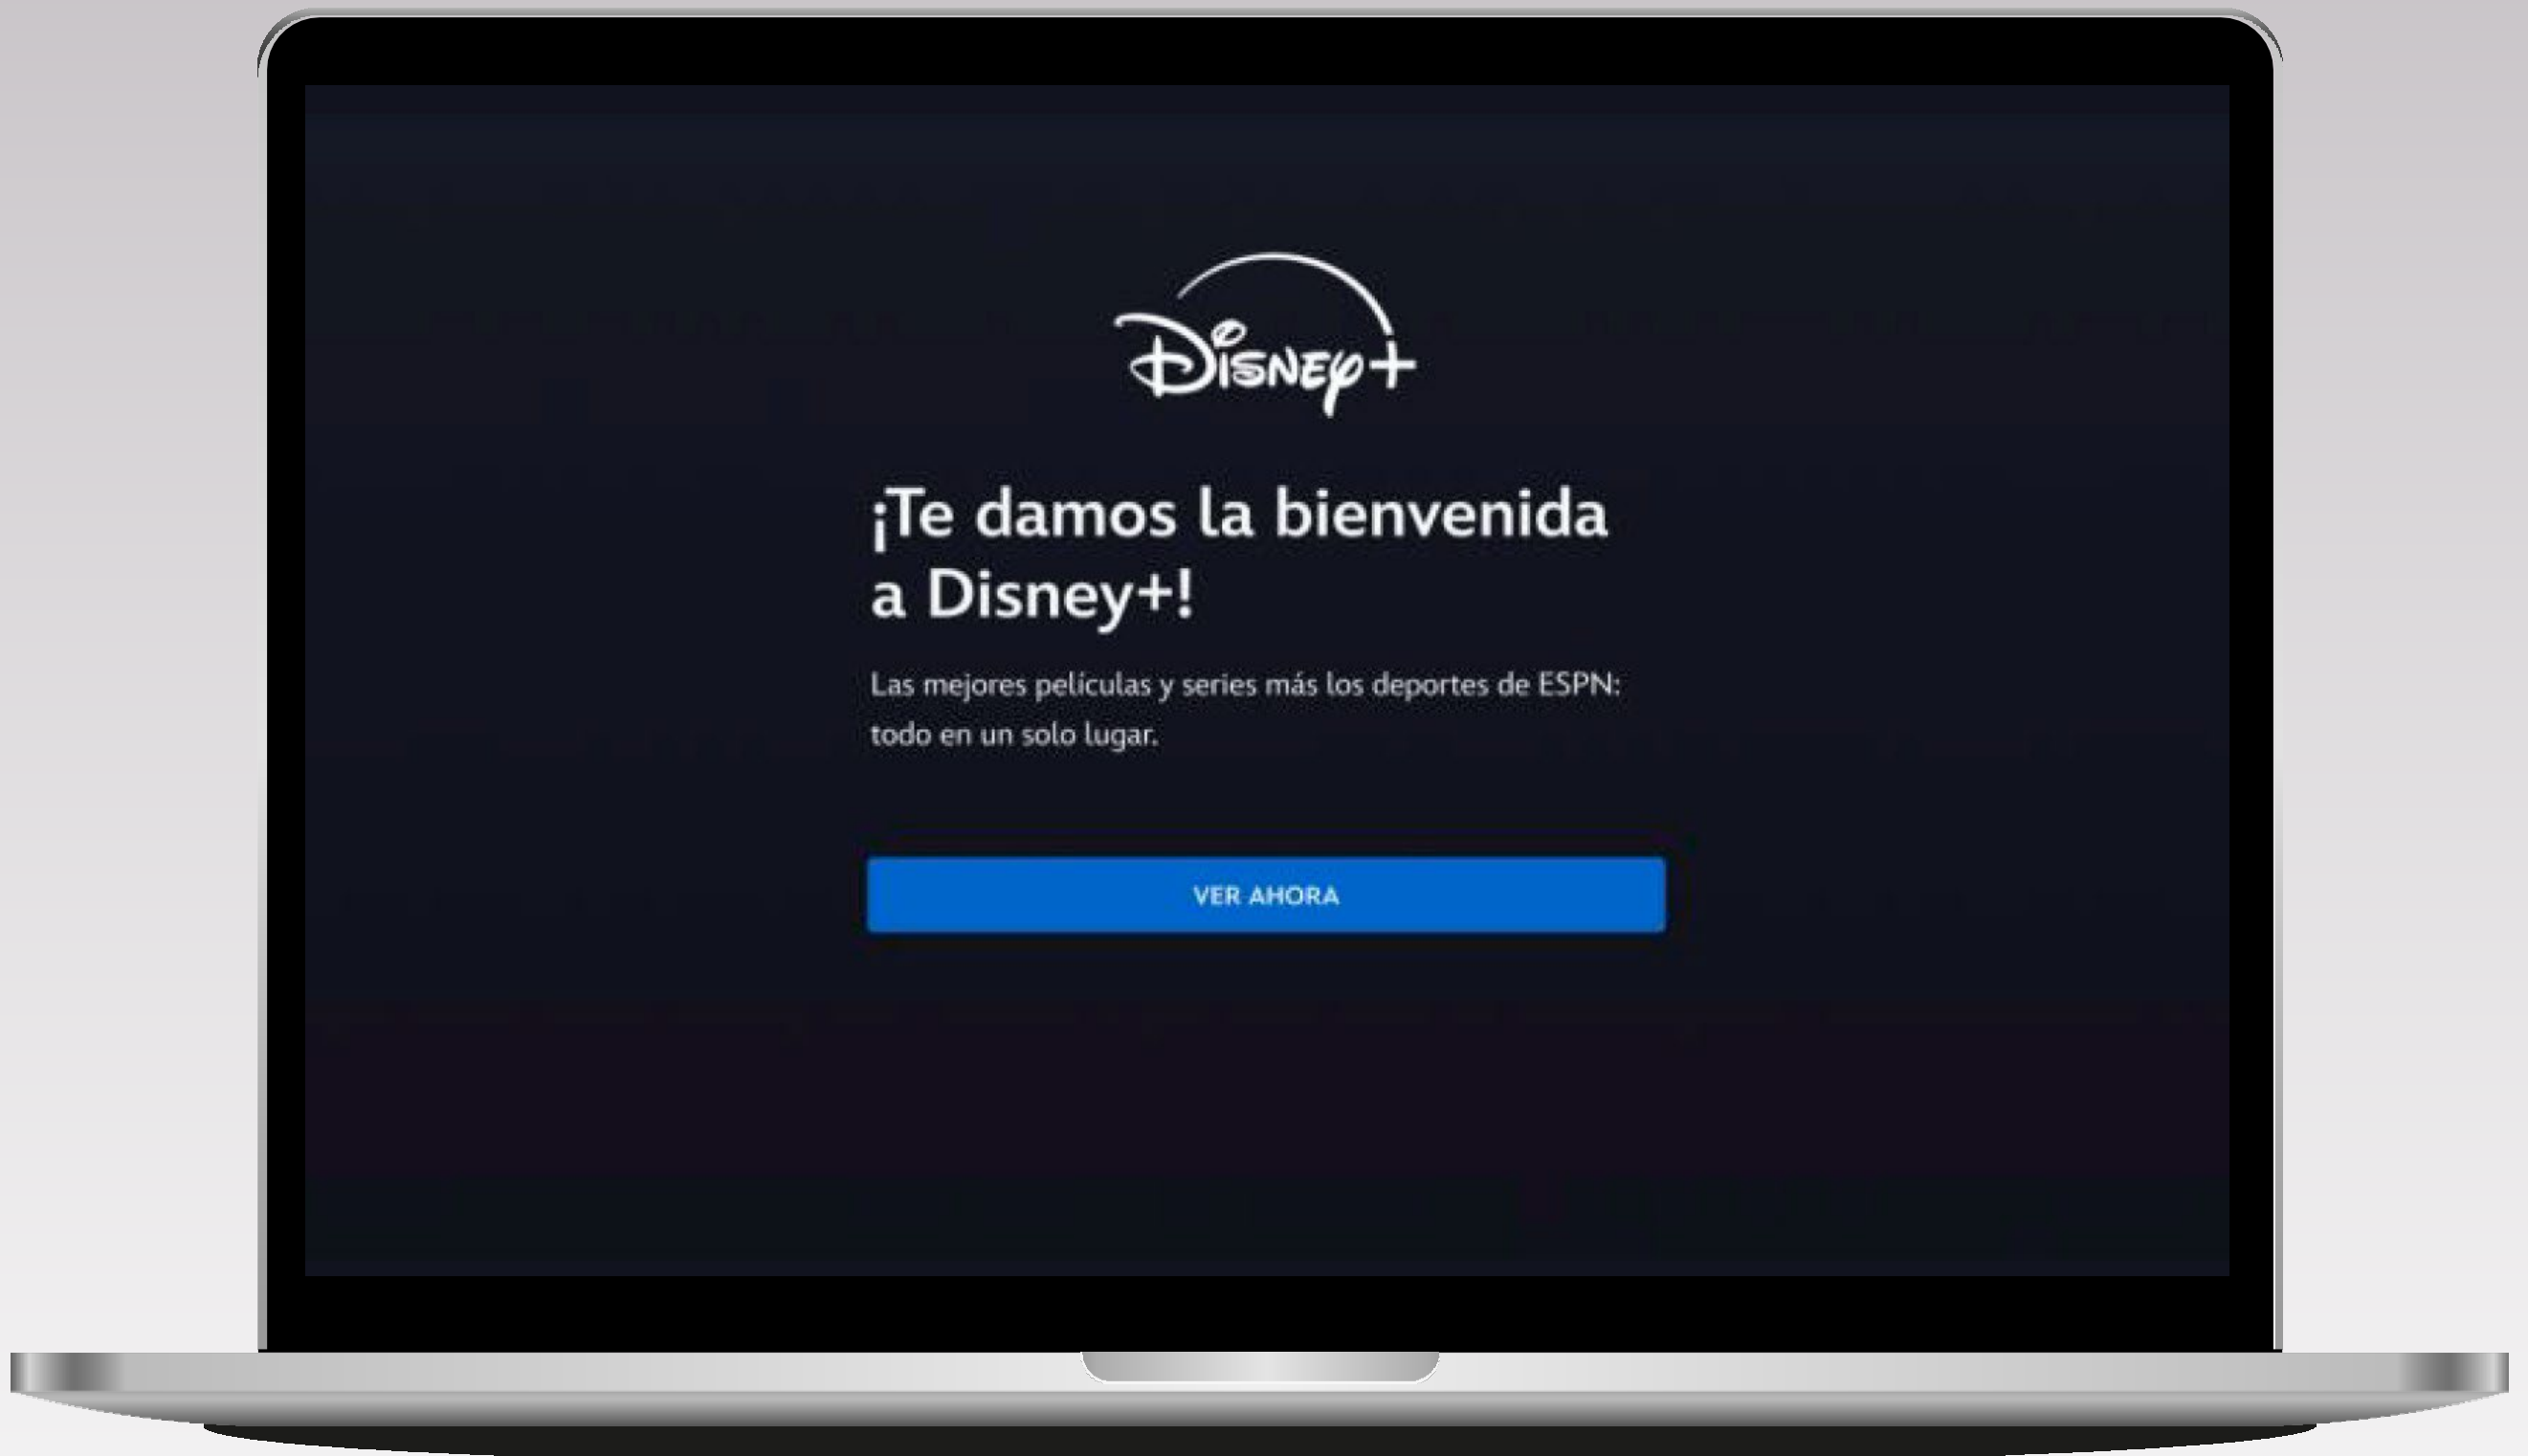 Disney+
¡Te damos la bienvenida
a Disney+!
Las mejores películas y series más los deportes de ESPN:
todo en un solo lugar.
VER AHORA